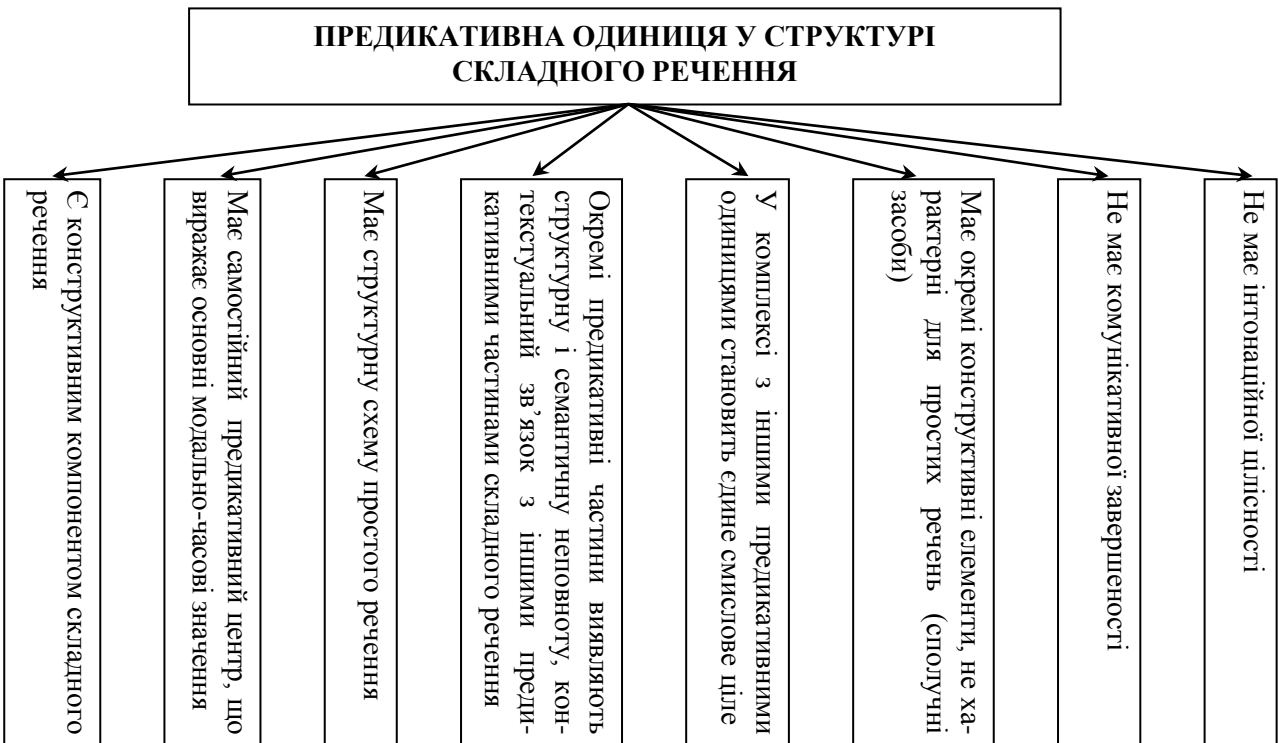 ПРЕДИКАТИВНА ОДИНИЦЯ У СТРУКТУРІ
СКЛАДНОГО РЕЧЕННЯ
Є конструктивним компонентом складного
речення
Має самостійний предикативний центр, що
виражає основні модально-часові значення
Має структурну схему простого речення
Окремі предикативні частини виявляють
структурну і семантичну неповноту, кон-
текстуальний зв’язок з іншими преди-
кативними частинами складного речення
У комплексі з іншими предикативними
одиницями становить єдине смислове ціле
Має окремі конструктивні елементи, не ха-
рактерні для простих речень (сполучні
засоби)
Не має комунікативної завершеності
Не має інтонаційної цілісності